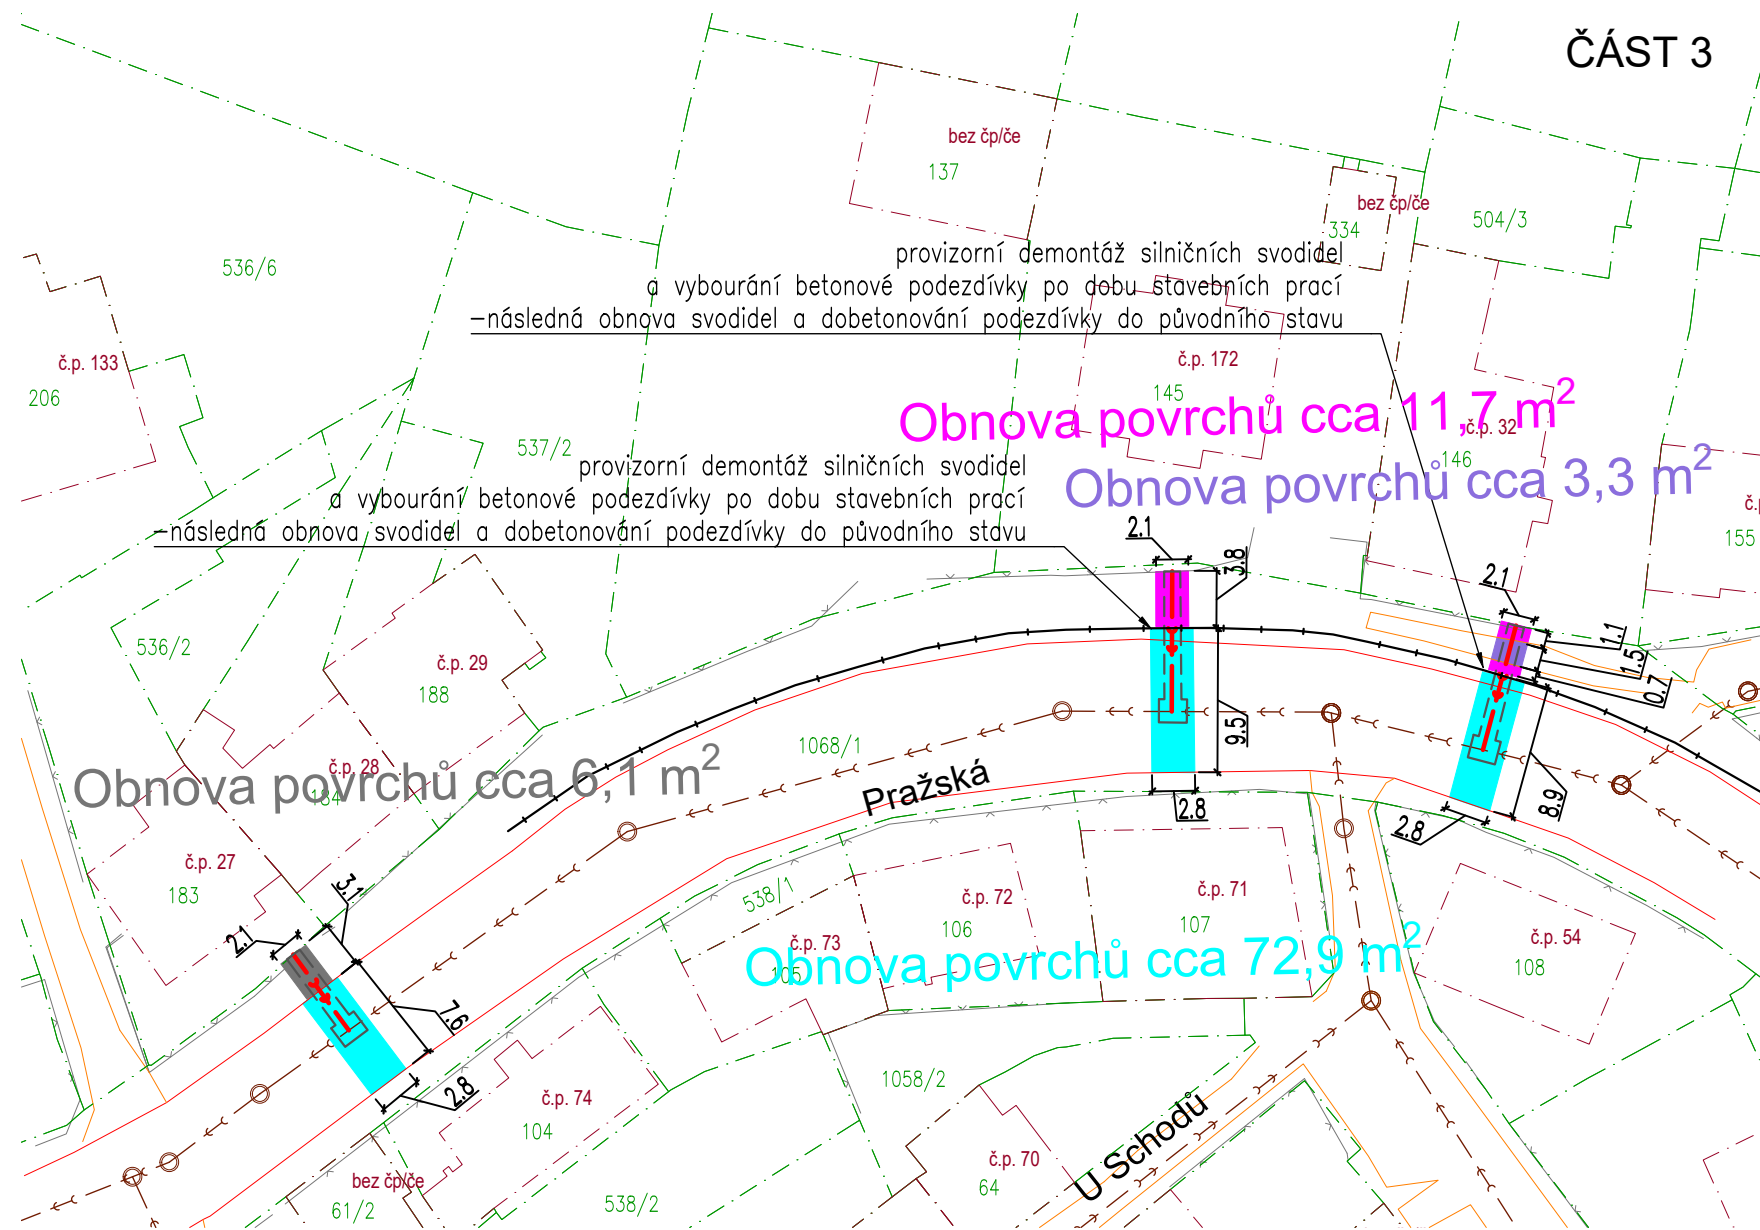 ČÁST 3
bez čp/če
137
bez čp/če
334
504/3
536/6
provizorní demontáž silničních svodidel
a vybourání betonové podezdívky po dobu stavebních prací
-následná obnova svodidel a dobetonování podezdívky do původního stavu
č.p. 133
206
č.p. 172
145
Obnova povrchů cca 11,7 m²
č.p. 32
146
537/2
provizorní demontáž silničních svodidel
a vybourání betonové podezdívky po dobu stavebních prací
-následná obnova svodidel a dobetonování podezdívky do původního stavu
Obnova povrchů cca 3,3 m²
155
2.1
3.8
2.1
1.1
1.5
0.7
536/2
č.p. 29
188
1068/1
9.5
8.9
2.8
2.8
Pražská
č.p. 28
184
Obnova povrchů cca 6,1 m²
č.p. 27
183
3.1
2.1
7.6
2.8
538/1
č.p. 72
106
č.p. 71
107
č.p. 73
105
Obnova povrchů cca 72,9 m²
č.p. 54
108
1058/2
č.p. 74
104
č.p. 70
64
U Schodů
bez čp/če
61/2
538/2